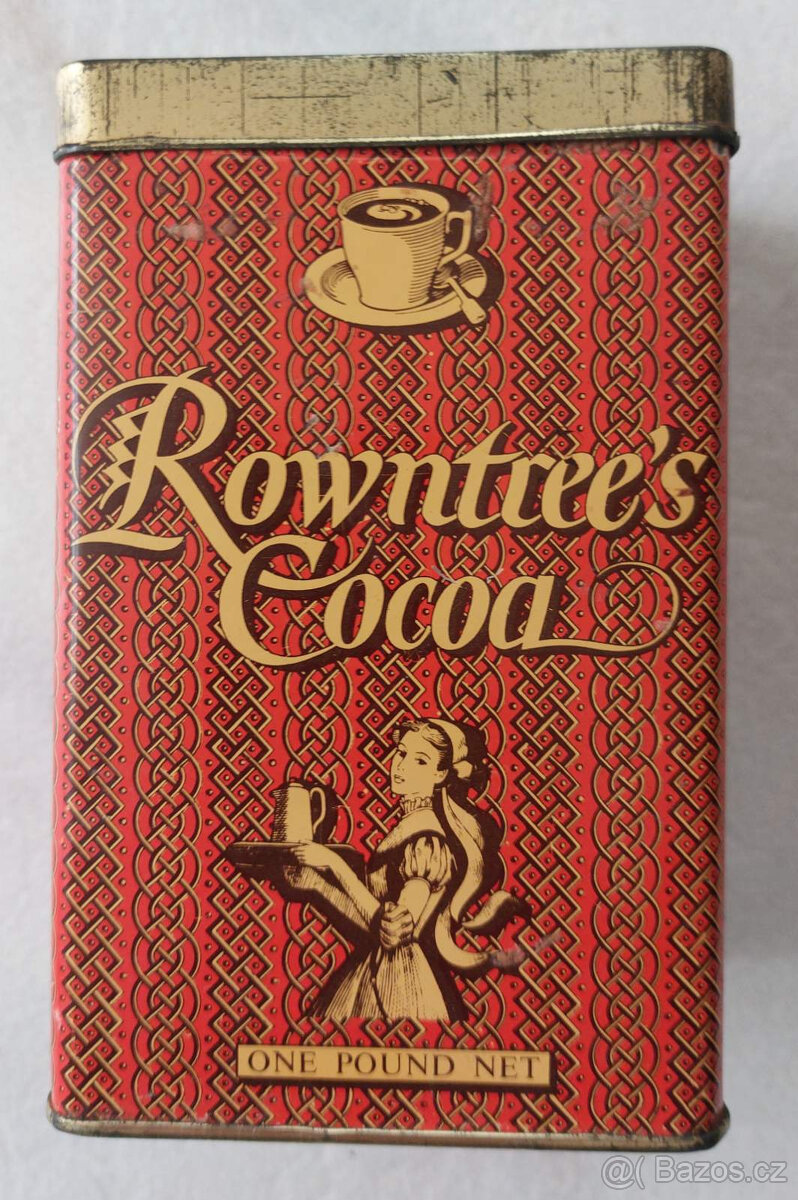 Rowntree's
Cocoa
ONE POUND NET
@( Bazos.cz